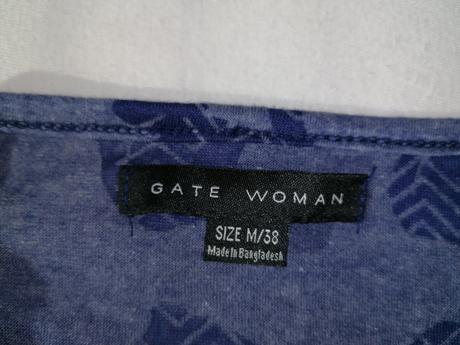 GATE WOMAN
SIZE M/38
Made in Bangladesh